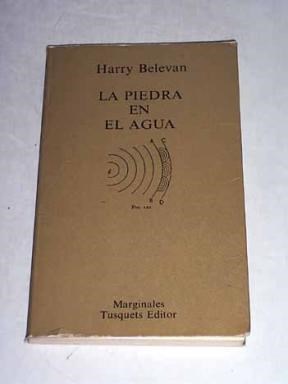 Harry Belevan
LA PIEDRA
EN
EL AGUA
A C
B D
Marginales
Tusquets Editor